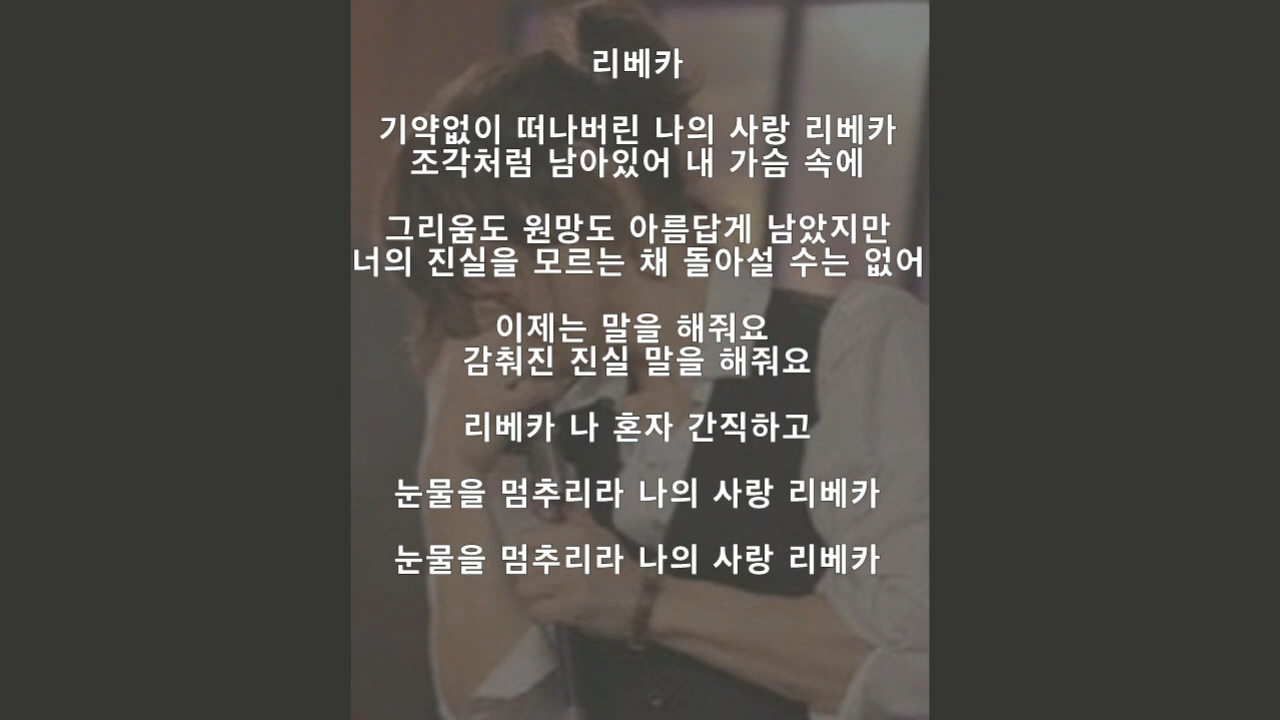 리베카
기약없이 떠나버린 나의 사랑 리베카
조각처럼 남아있어 내 가슴 속에
그리움도 원망도 아름답게 남았지만
너의 진실을 모르는 채 돌아설 수는 없어
이제는 말을 해줘요
감춰진 진실 말을 해줘요
리베카 나 혼자 간직하고
눈물을 멈추리라 나의 사랑 리베카
눈물을 멈추리라 나의 사랑 리베카